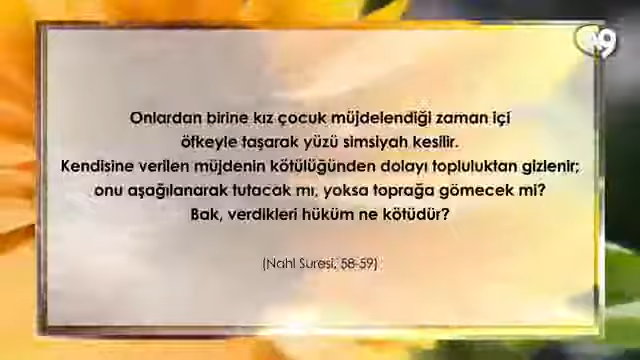 A9
Onlardan birine kız çocuk müjdelendiği zaman içi
öfkeyle taşarak yüzü simsiyah kesilir.
Kendisine verilen müjdenin kötülüğünden dolayı topluluktan gizlenir;
onu aşağılanarak tutacak mı, yoksa toprağa gömecek mi?
Bak, verdikleri hüküm ne kötüdür?
(Nahl Suresi, 58-59)